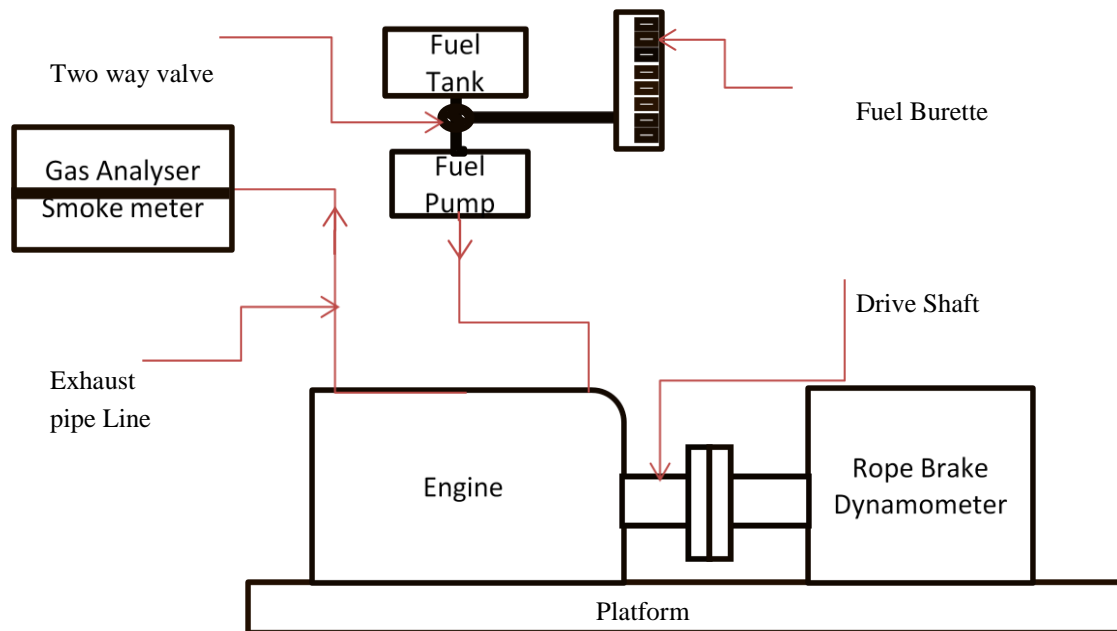 Fuel
Tank
Two way valve
Fuel Burette
Gas Analyser
Smoke meter
Fuel
Pump
Drive Shaft
Exhaust
pipe Line
Engine
Rope Brake
Dynamometer
Platform